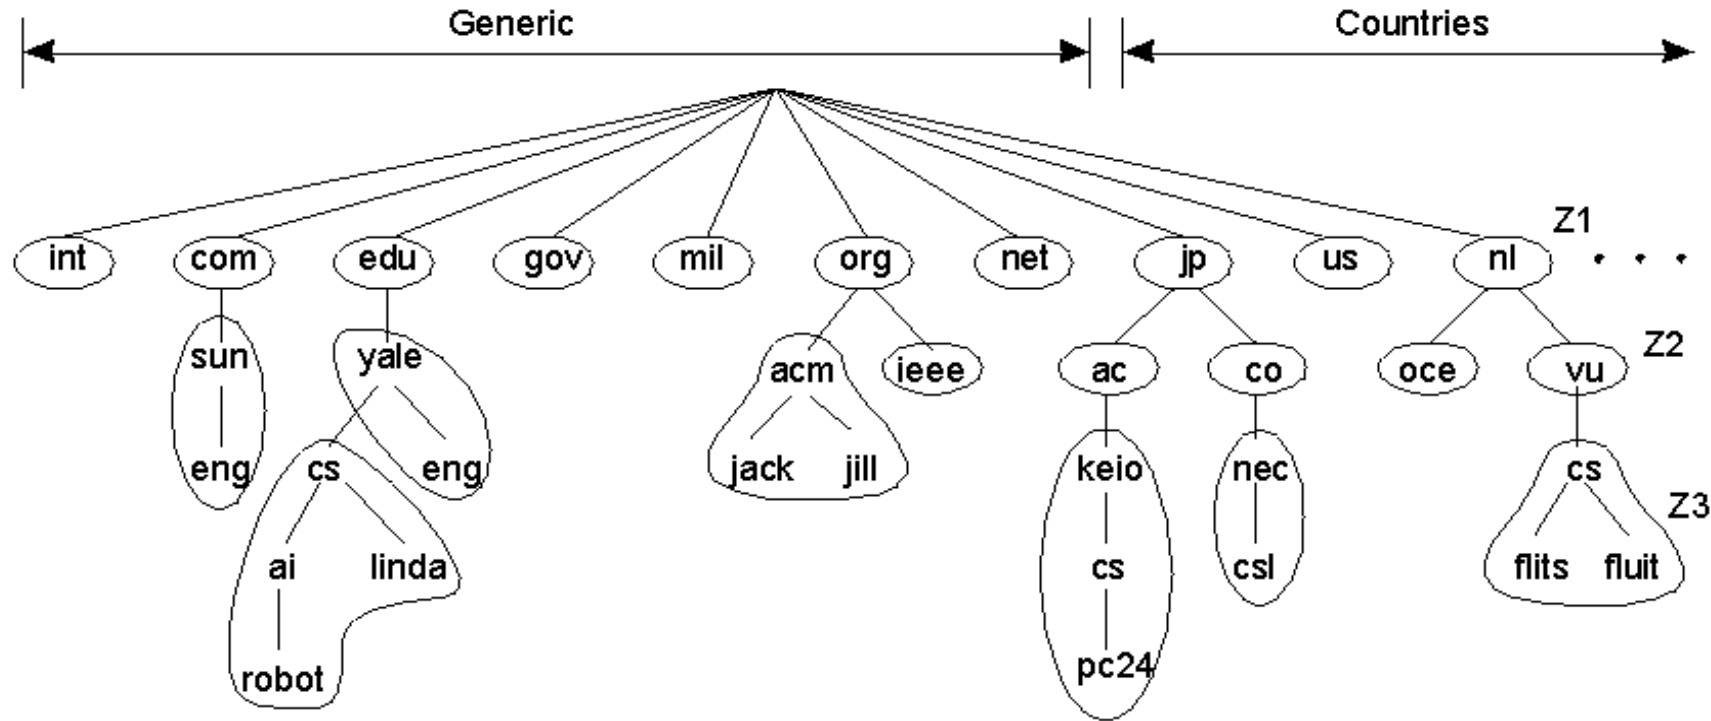 Generic Countries
Z1
int com edu gov mil org net jp us nl . . .
sun yale acm ieee ac co oce vu Z2
eng cs eng jack jill keio nec cs
Z3
ai linda cs csl flits fluit
robot pc24